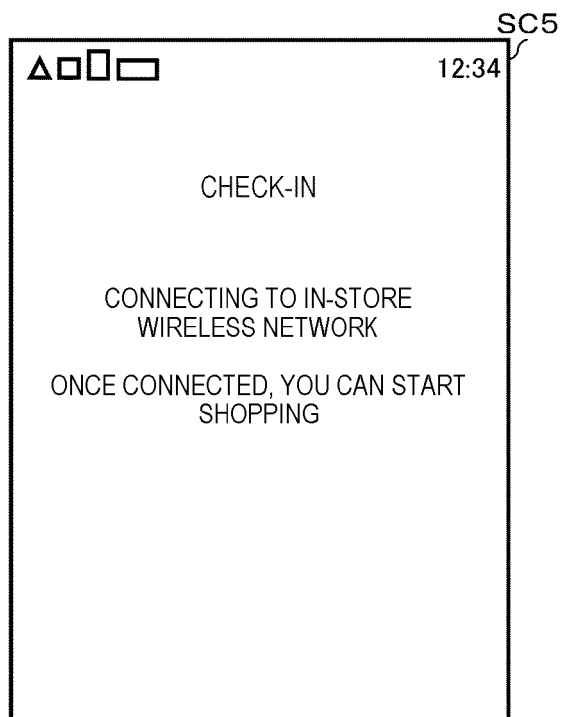 SC5
12:34
CHECK-IN
CONNECTING TO IN-STORE
WIRELESS NETWORK
ONCE CONNECTED, YOU CAN START
SHOPPING